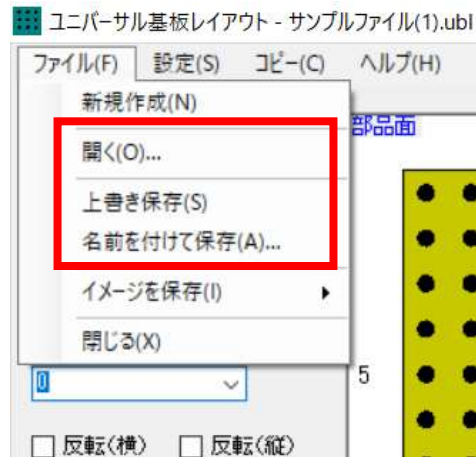 ユニバーサル基板レイアウト - サンプルファイル(1).ubl
ファイル(F) 設定(S) コピー(C) ヘルプ(H)
新規作成(N)
部品面
開く(O)...
上書き保存(S)
名前を付けて保存(A)...
イメージを保存(I)
閉じる(X)
0
5
反転(横) 反転(縦)